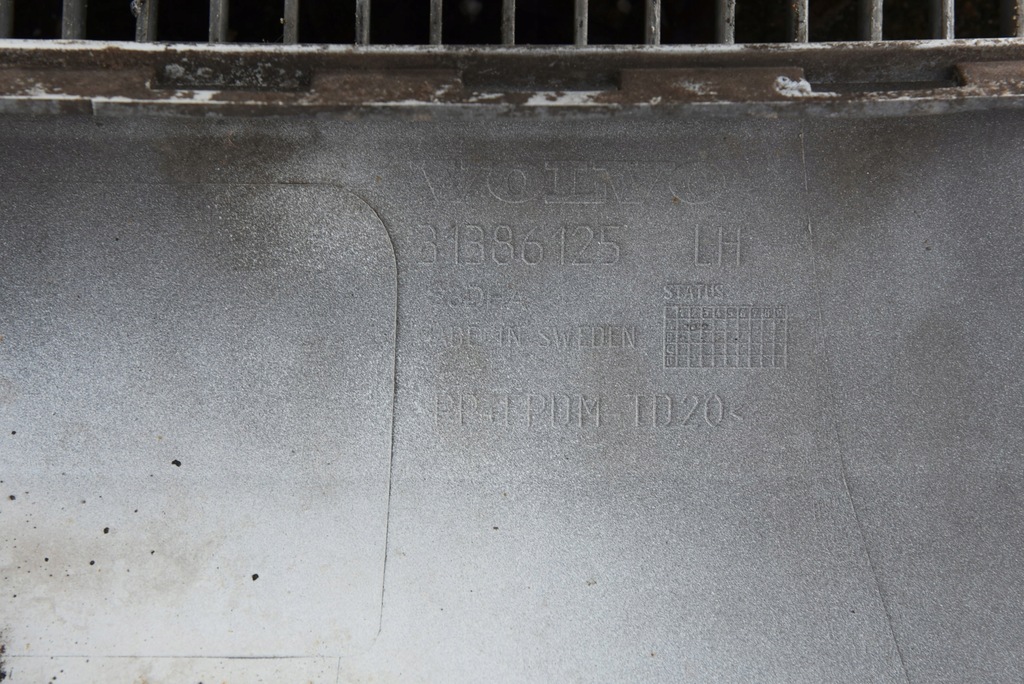 VOLVO
31386125 LH
STATUS
MADE IN SWEDEN
PP+EPDM TD20<